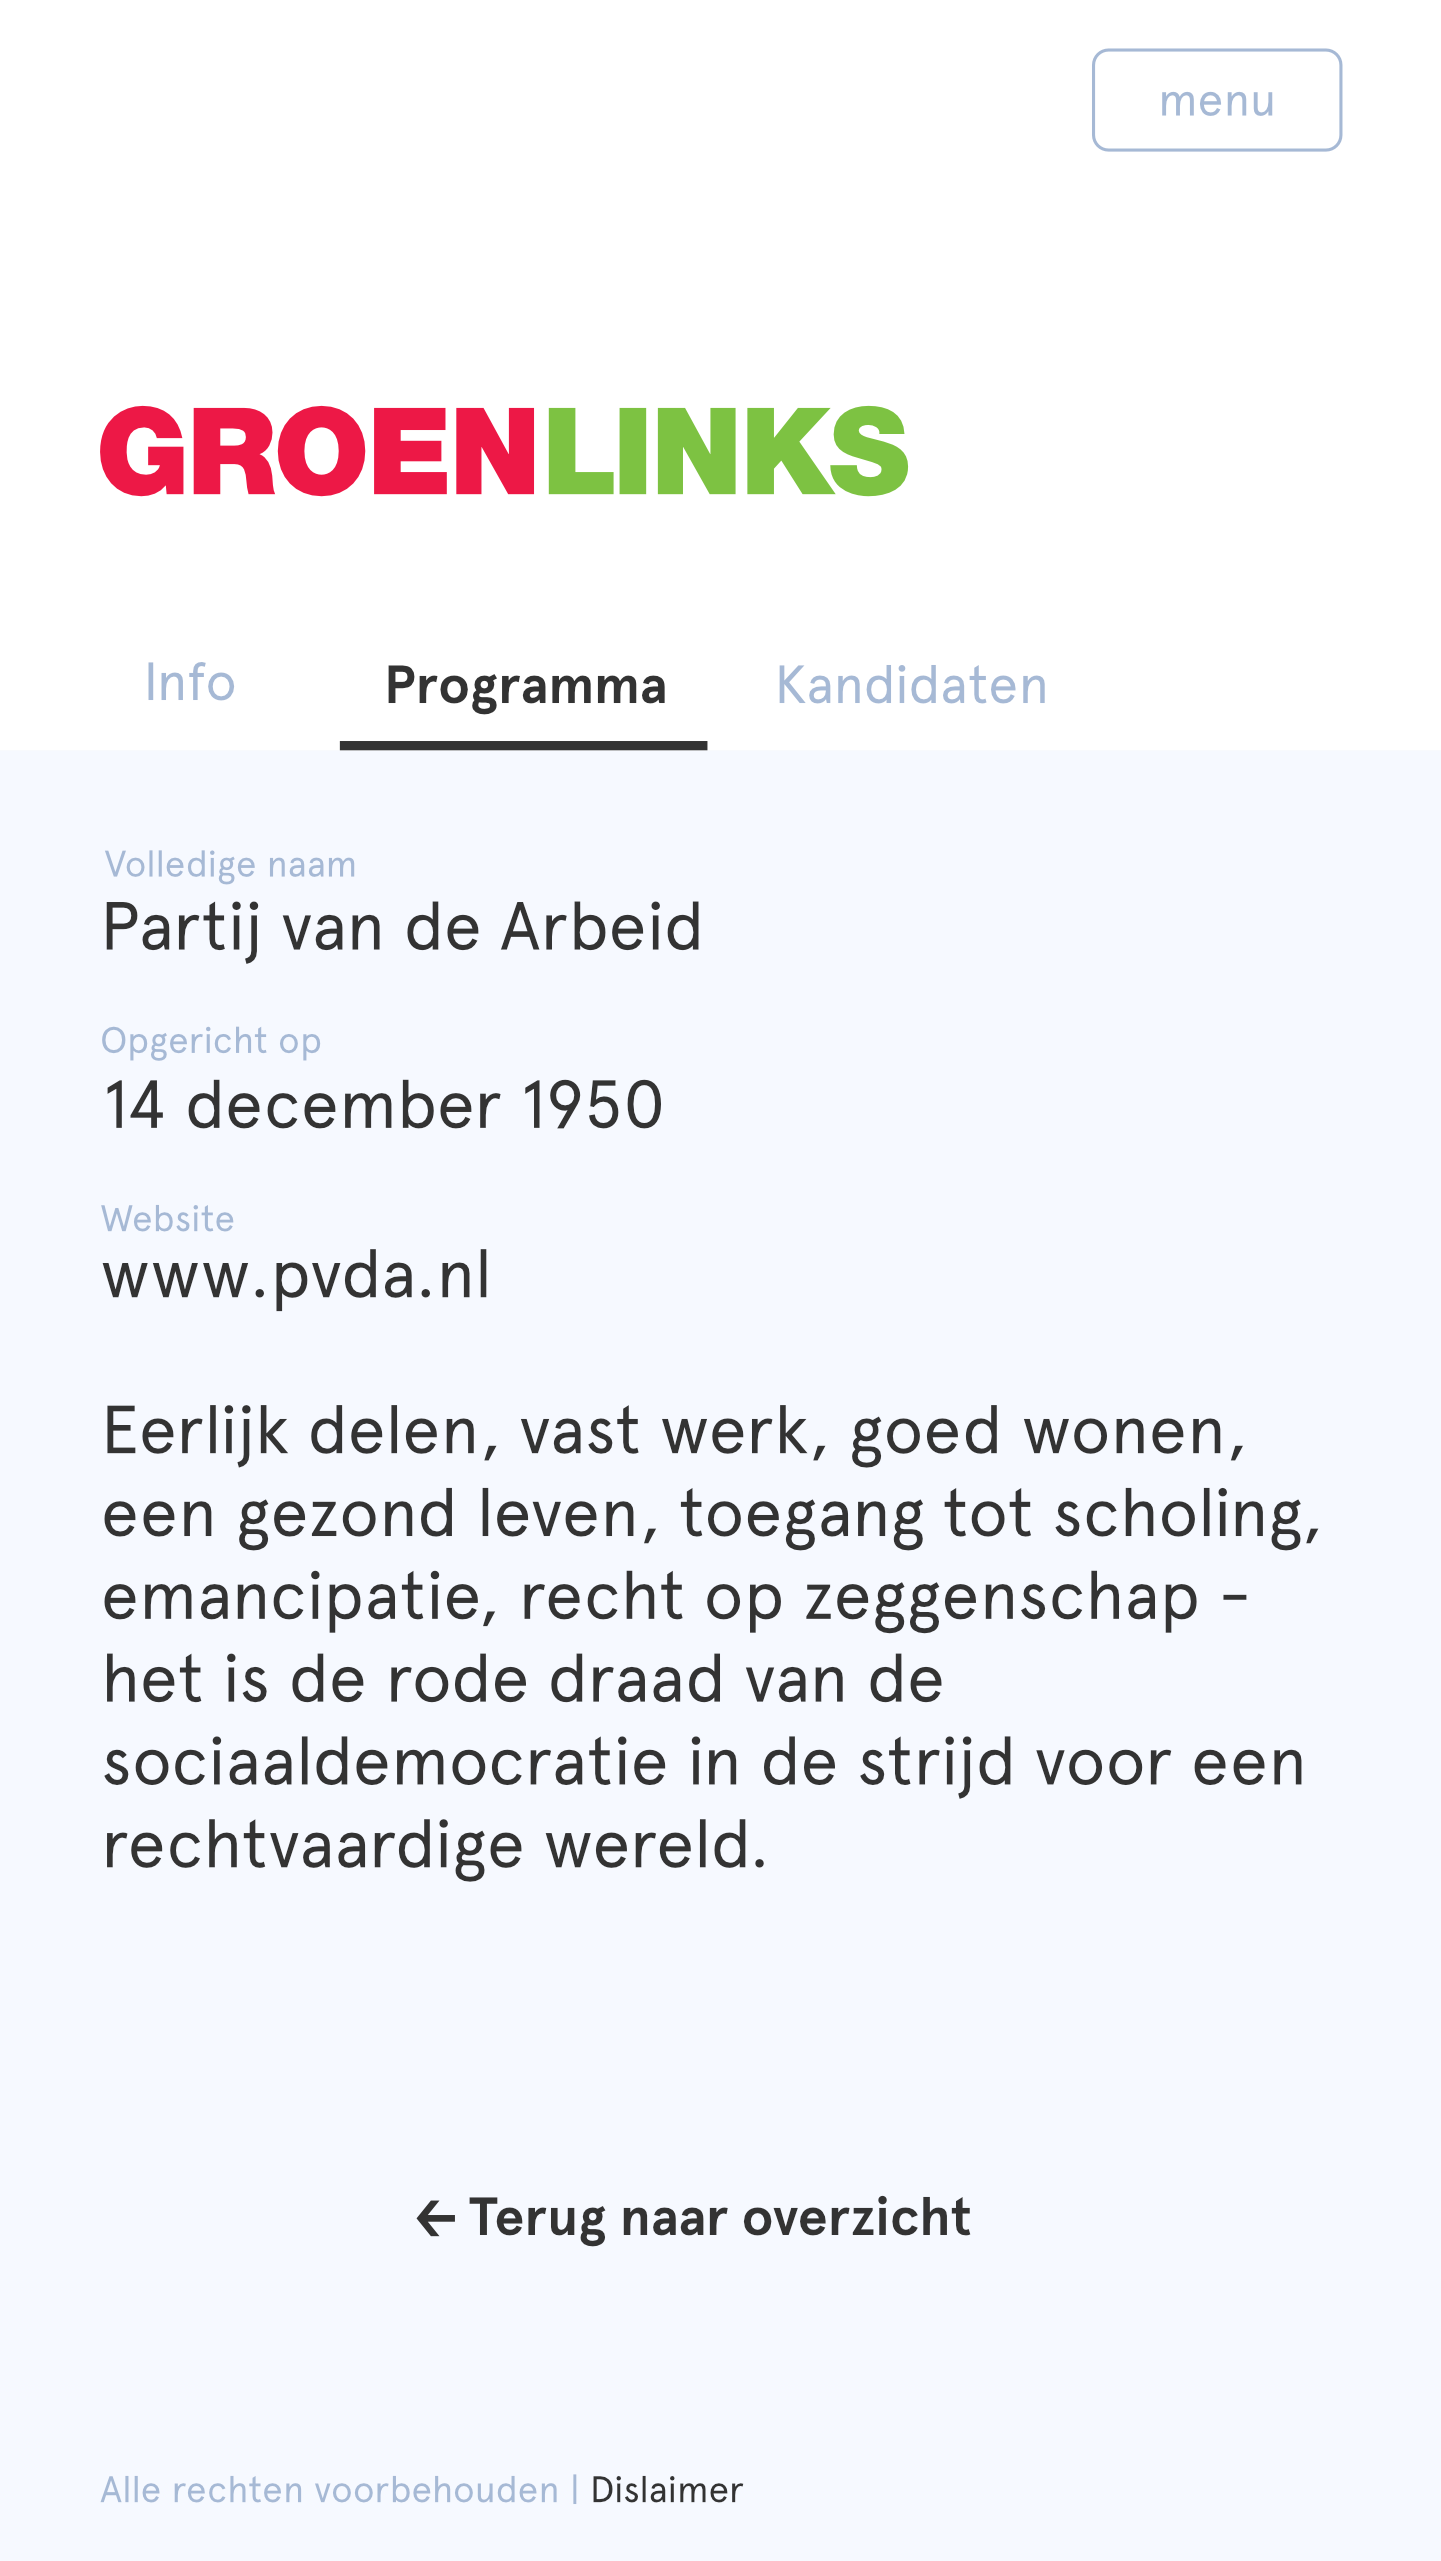 menu
GROENLINKS
Info Programma Kandidaten
Volledige naam
Partij van de Arbeid
Opgericht op
14 december 1950
Website
www.pvda.nl
Eerlijk delen, vast werk, goed wonen,
een gezond leven, toegang tot scholing,
emancipatie, recht op zeggenschap –
het is de rode draad van de
sociaaldemocratie in de strijd voor een
rechtvaardige wereld.
← Terug naar overzicht
Alle rechten voorbehouden | Dislaimer